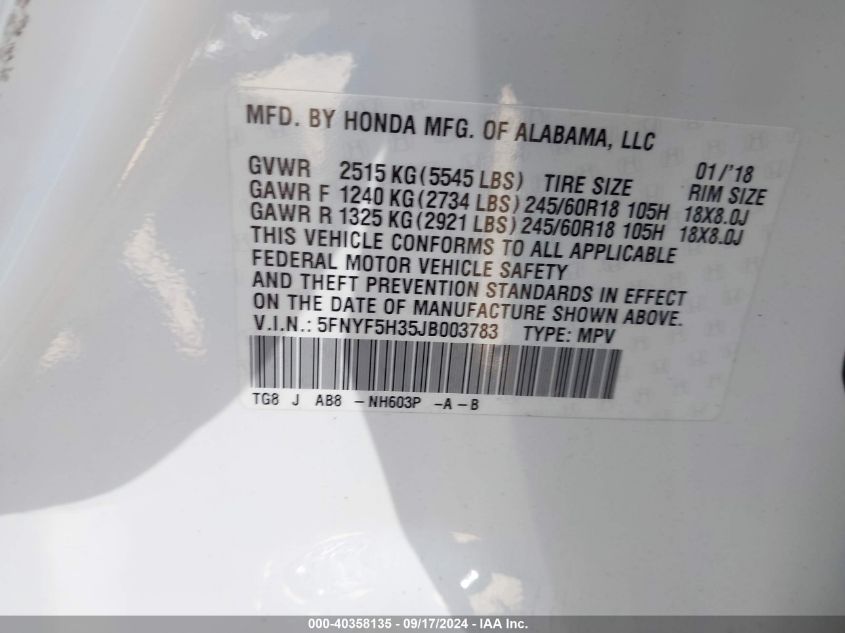 MFD. BY HONDA MFG. OF ALABAMA, LLC
01/'18
GVWR 2515 KG(5545 LBS) TIRE SIZE RIM SIZE
GAWR F 1240 KG(2734 LBS) 245/60R18 105H 18X8.0J
GAWR R 1325 KG(2921 LBS) 245/60R18 105H 18X8.0J
THIS VEHICLE CONFORMS TO ALL APPLICABLE
FEDERAL MOTOR VEHICLE SAFETY
AND THEFT PREVENTION STANDARDS IN EFFECT
ON THE DATE OF MANUFACTURE SHOWN ABOVE.
V.I.N.: 5FNYF5H35JB003783 TYPE: MPV
TG8 J AB8 -NH603P -A-B
000-40358135 - 09/17/2024 - IAA Inc.